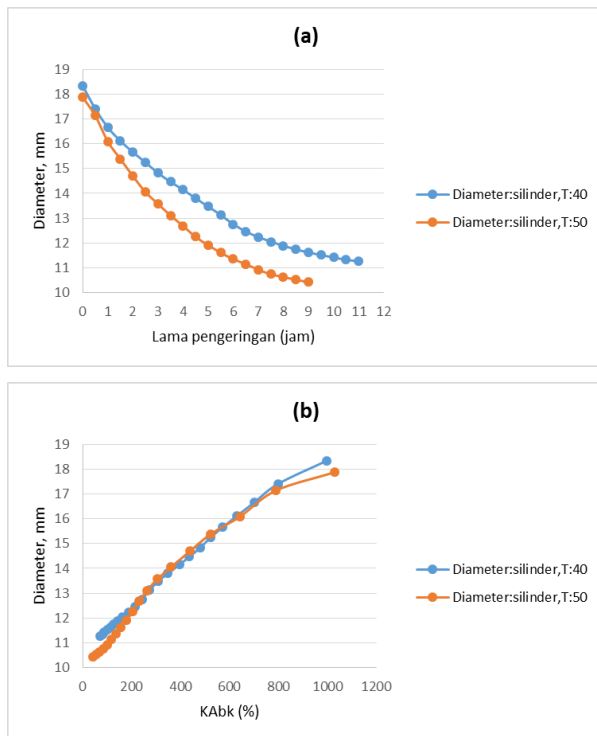 (a)
Diameter, mm
19
18
17
16
15
14
13
12
11
10
0 1 2 3 4 5 6 7 8 9 10 11 12
Lama pengeringan (jam)
Diameter:silinder,T:40
Diameter:silinder,T:50
(b)
Diameter, mm
19
18
17
16
15
14
13
12
11
10
0 200 400 600 800 1000 1200
KAbk (%)
Diameter:silinder,T:40
Diameter:silinder,T:50